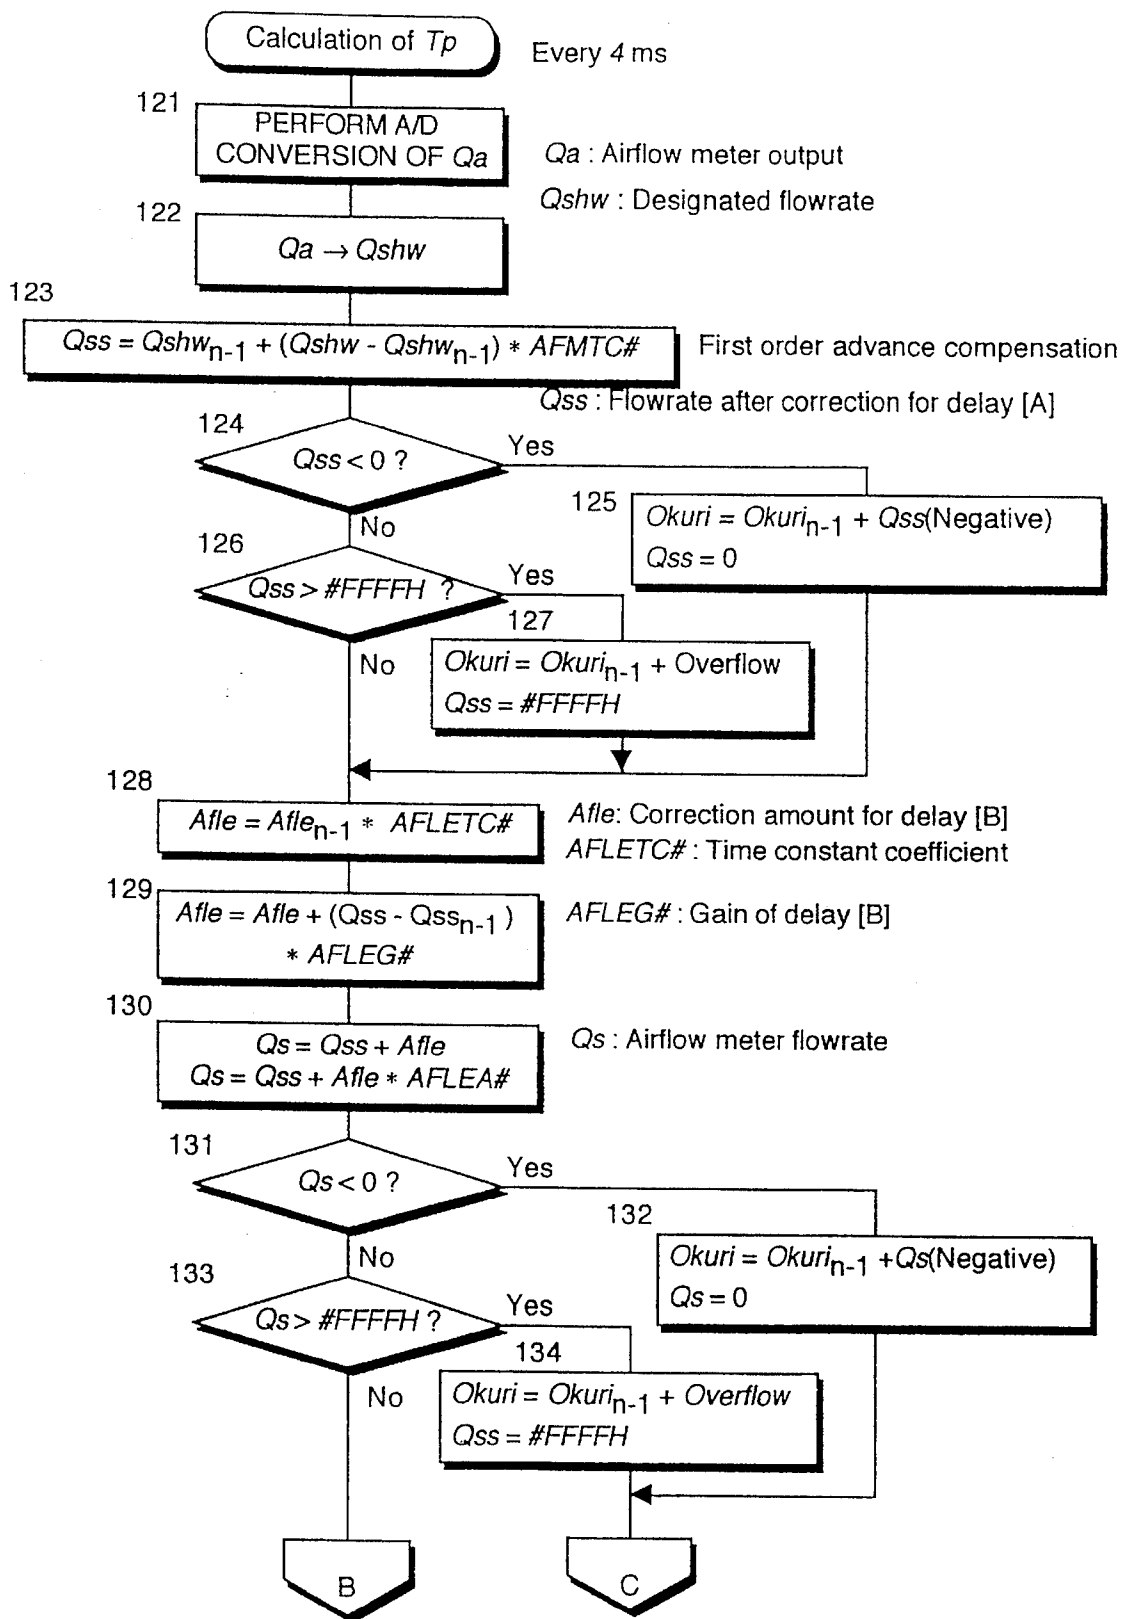 Calculation of Tp
Every 4 ms
121
PERFORM A/D
CONVERSION OF Qa
Qa : Airflow meter output
Qshw : Designated flowrate
122
Qa → Qshw
123
Qss = Qshwn-1 + (Qshw - Qshwn-1) * AFMTC#
First order advance compensation
Qss : Flowrate after correction for delay [A]
124
Qss < 0 ?
Yes
No
125
Okuri = Okurin-1 + Qss(Negative)
Qss = 0
126
Qss > #FFFFH ?
Yes
No
127
Okuri = Okurin-1 + Overflow
Qss = #FFFFH
128
Afle = Aflen-1 * AFLETC#
Afle: Correction amount for delay [B]
AFLETC# : Time constant coefficient
129
Afle = Afle + (Qss - Qssn-1)
* AFLEG#
AFLEG# : Gain of delay [B]
130
Qs = Qss + Afle
Qs = Qss + Afle * AFLEA#
Qs : Airflow meter flowrate
131
Qs < 0 ?
Yes
No
132
Okuri = Okurin-1 +Qs(Negative)
Qs = 0
133
Qs > #FFFFH ?
Yes
No
134
Okuri = Okurin-1 + Overflow
Qss = #FFFFH
B
C